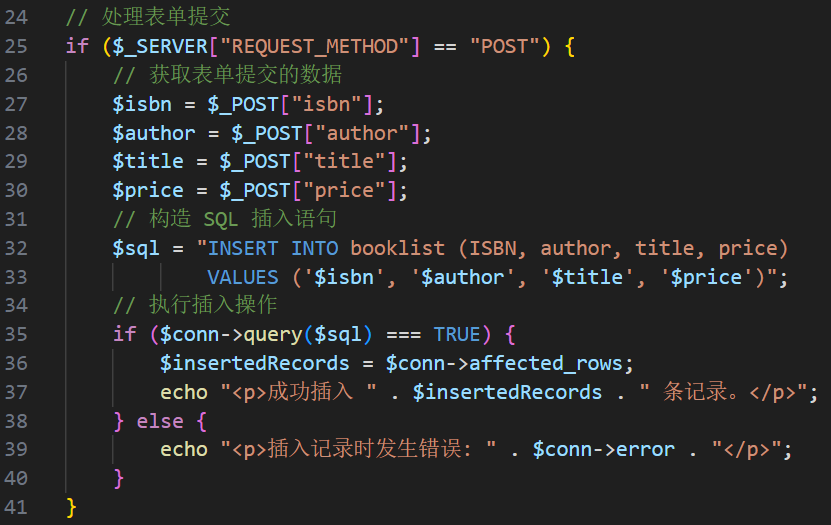 24 // 处理表单提交
25 if ($_SERVER["REQUEST_METHOD"] == "POST") {
26     // 获取表单提交的数据
27     $isbn = $_POST["isbn"];
28     $author = $_POST["author"];
29     $title = $_POST["title"];
30     $price = $_POST["price"];
31     // 构造 SQL 插入语句
32     $sql = "INSERT INTO booklist (ISBN, author, title, price)
33             VALUES ('$isbn', '$author', '$title', '$price')";
34     // 执行插入操作
35     if ($conn->query($sql) === TRUE) {
36         $insertedRecords = $conn->affected_rows;
37         echo "<p>成功插入 " . $insertedRecords . " 条记录。</p>";
38     } else {
39         echo "<p>插入记录时发生错误: " . $conn->error . "</p>";
40     }
41 }